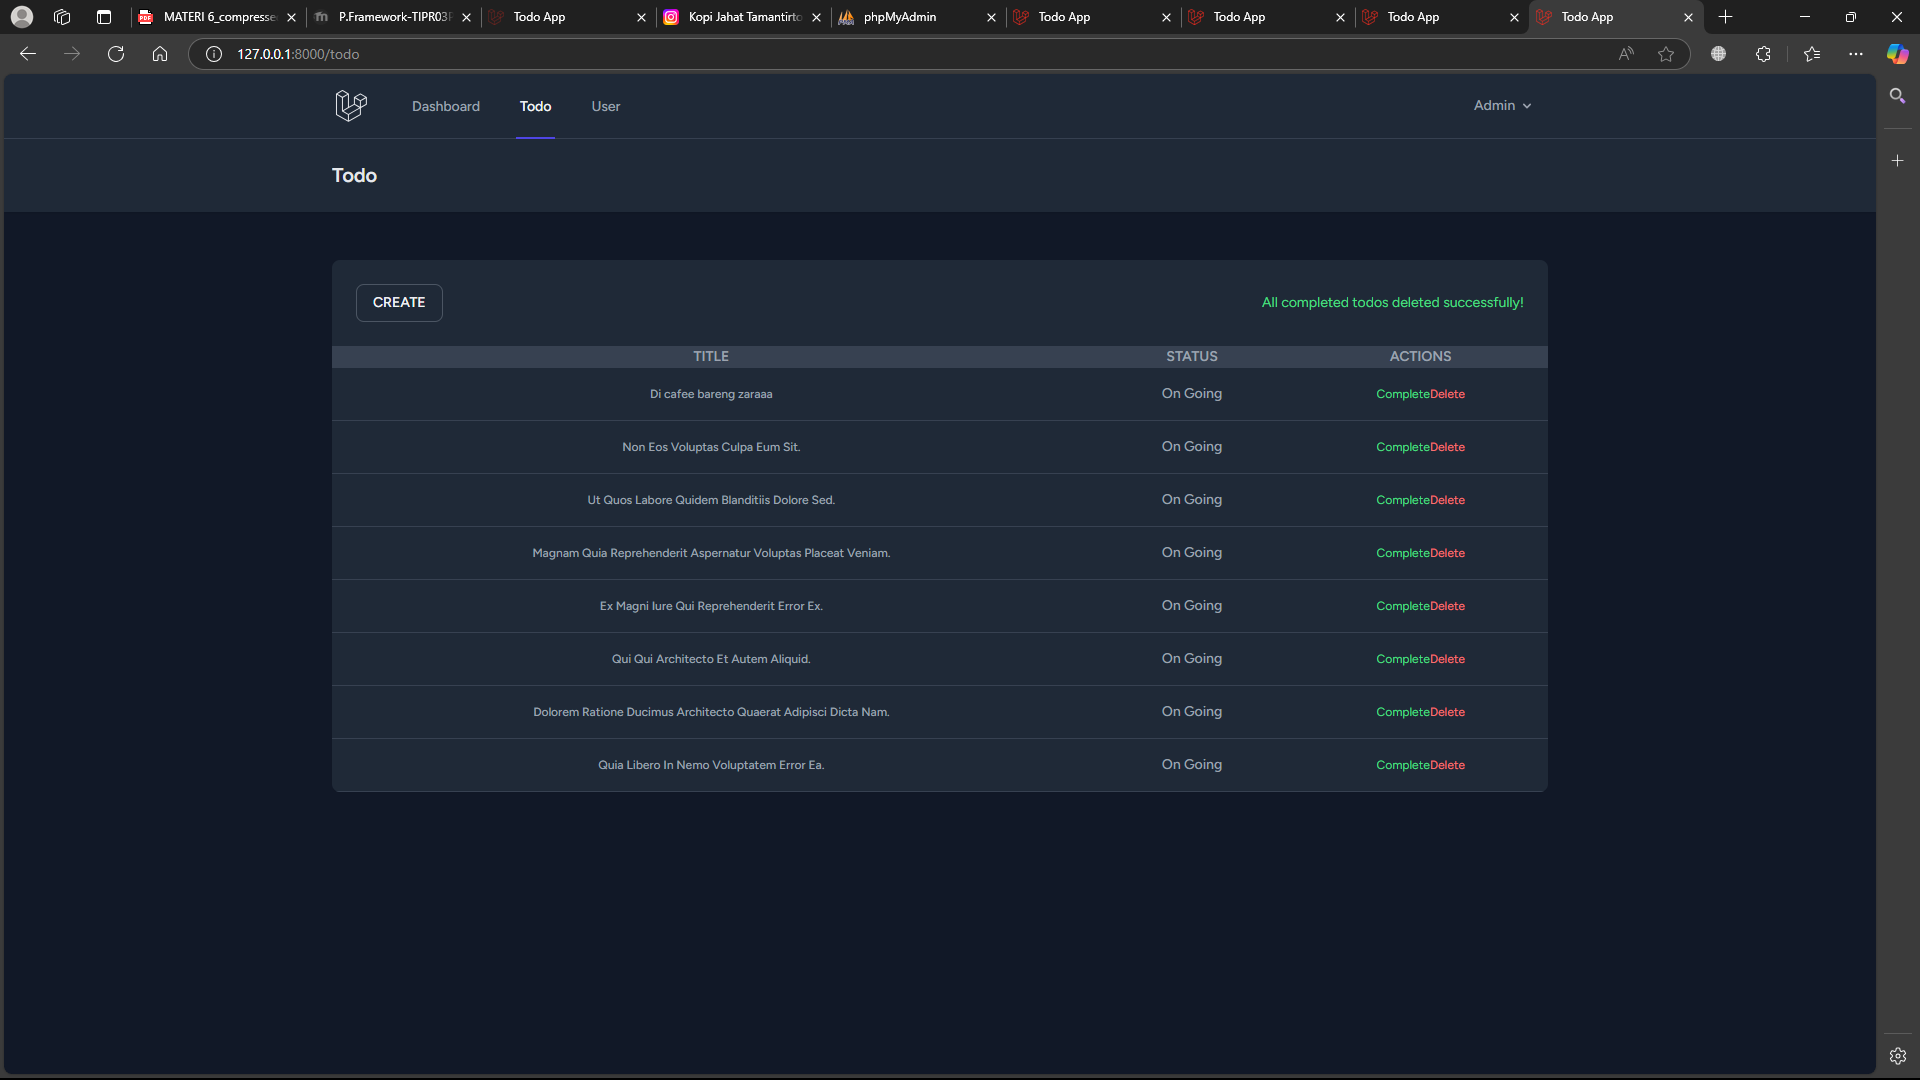 MATERI 6_compresse
P.Framework-TIPR03P
Todo App
Kopi Jahat Tamantirto
phpMyAdmin
Todo App
Todo App
Todo App
Todo App
127.0.0.1:8000/todo
Dashboard
Todo
User
Admin
Todo
CREATE
All completed todos deleted successfully!
TITLE STATUS ACTIONS
Di cafee bareng zaraaa On Going CompleteDelete
Non Eos Voluptas Culpa Eum Sit. On Going CompleteDelete
Ut Quos Labore Quidem Blanditiis Dolore Sed. On Going CompleteDelete
Magnam Quia Reprehenderit Aspernatur Voluptas Placeat Veniam. On Going CompleteDelete
Ex Magni Iure Qui Reprehenderit Error Ex. On Going CompleteDelete
Qui Qui Architecto Et Autem Aliquid. On Going CompleteDelete
Dolorem Ratione Ducimus Architecto Quaerat Adipisci Dicta Nam. On Going CompleteDelete
Quia Libero In Nemo Voluptatem Error Ea. On Going CompleteDelete